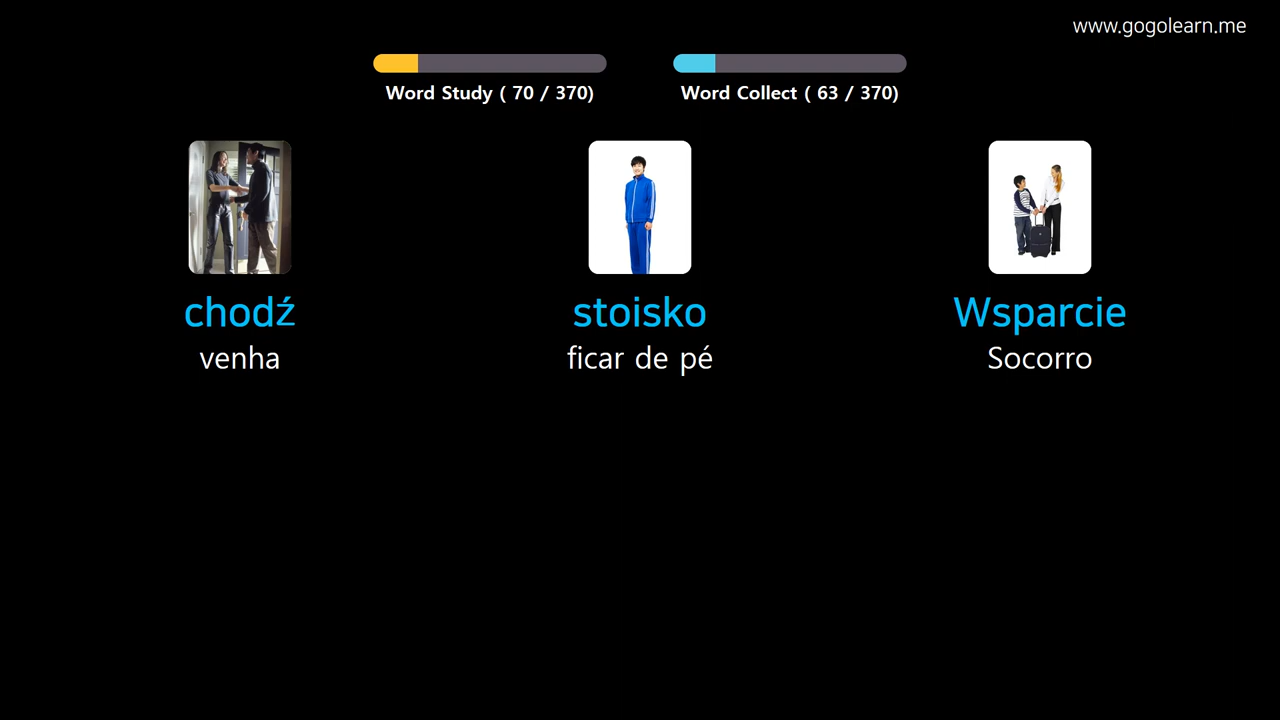 www.gogolearn.me
Word Study ( 70 / 370)
Word Collect ( 63 / 370)
chodź
venha
stoisko
ficar de pé
Wsparcie
Socorro